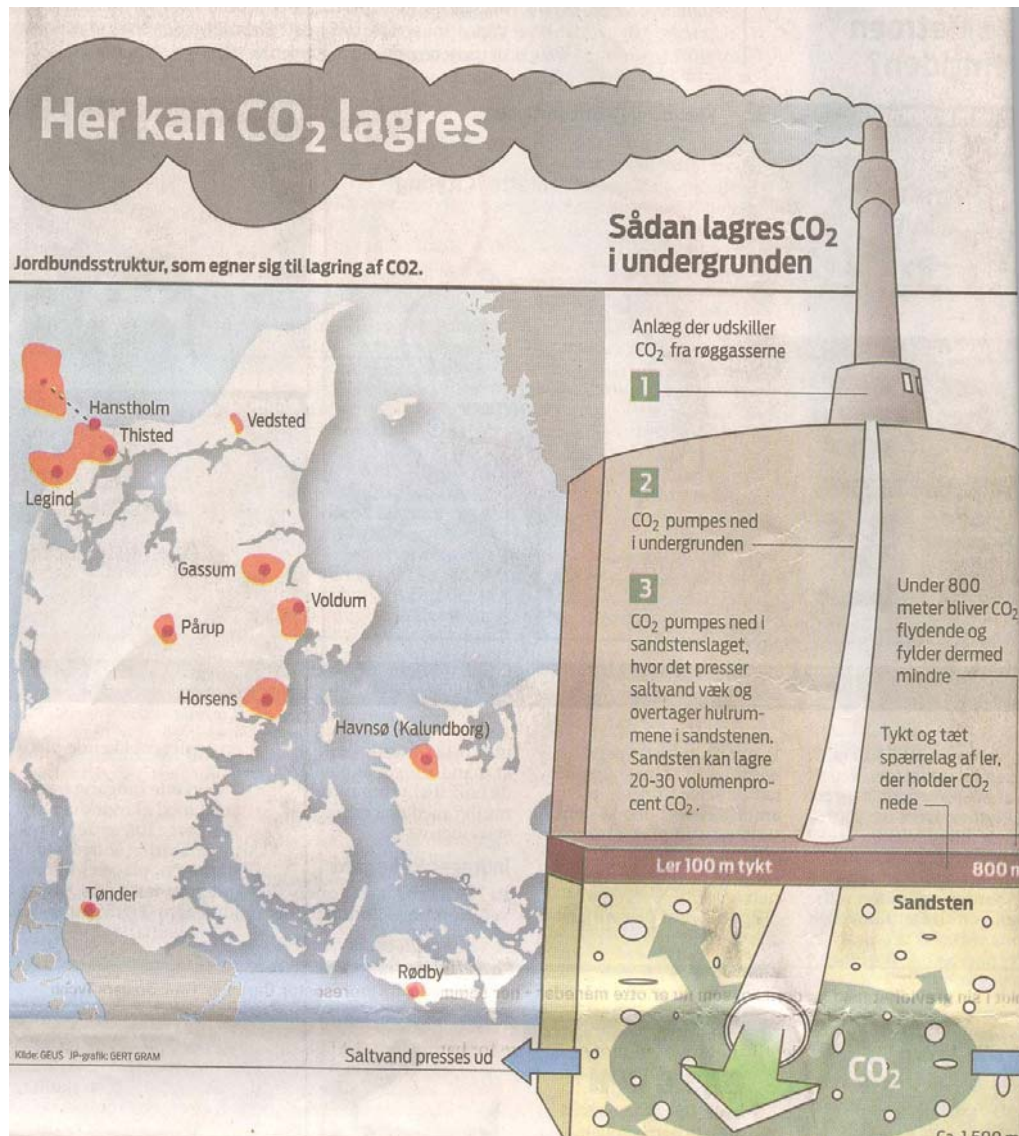 Her kan CO₂ lagres
Jordbundsstruktur, som egner sig til lagring af CO2.
Hanstholm
Thisted
Vedsted
Legind
Gassum
Voldum
Pårup
Horsens
Havnsø (Kalundborg)
Tønder
Rødby
Kilde: GEUS JP-grafik: GERT GRAM
Sådan lagres CO₂
i undergrunden
Anlæg der udskiller
CO₂ fra røggasserne
1
2
CO₂ pumpes ned
i undergrunden
3
CO₂ pumpes ned i
sandstenslaget,
hvor det presser
saltvand væk og
overtager hulrum-
mene i sandstenen.
Sandsten kan lagre
20-30 volumenpro-
cent CO₂.
Under 800
meter bliver CO₂
flydende og
fylder dermed
mindre
Tykt og tæt
spærrelag af ler,
der holder CO₂
nede
Ler 100 m tykt
800 m
Sandsten
Saltvand presses ud
CO₂